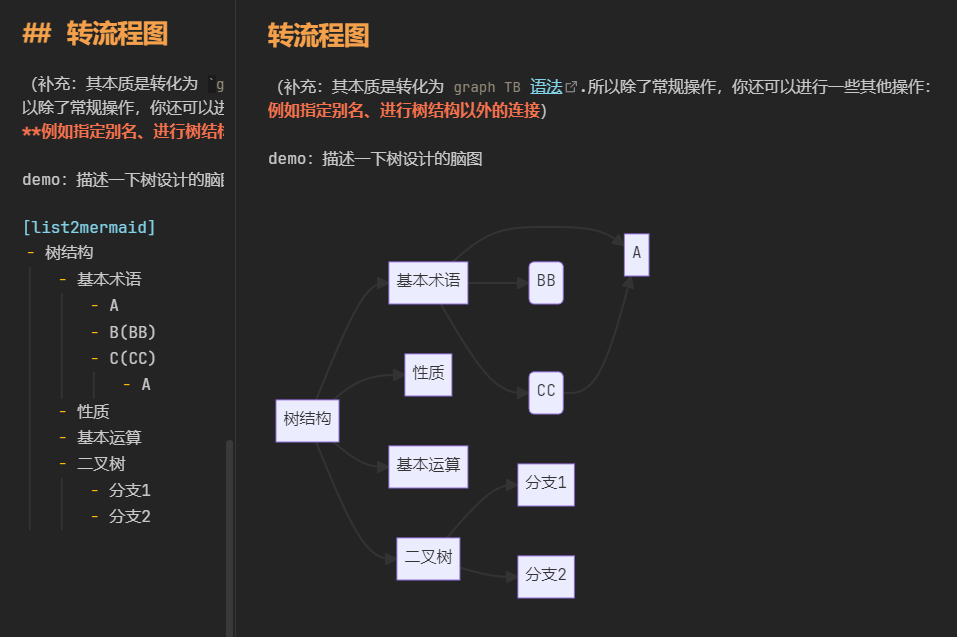 ## 转流程图
（补充：其本质是转化为 `g
以除了常规操作，你还可以进
**例如指定别名、进行树结构
demo：描述一下树设计的脑图
[list2mermaid]
- 树结构
- 基本术语
- A
- B(BB)
- C(CC)
- A
- 性质
- 基本运算
- 二叉树
- 分支1
- 分支2
转流程图
（补充：其本质是转化为 graph TB 语法.所以除了常规操作，你还可以进行一些其他操作：
例如指定别名、进行树结构以外的连接）
demo：描述一下树设计的脑图
A
基本术语
BB
性质
CC
树结构
基本运算
分支1
二叉树
分支2